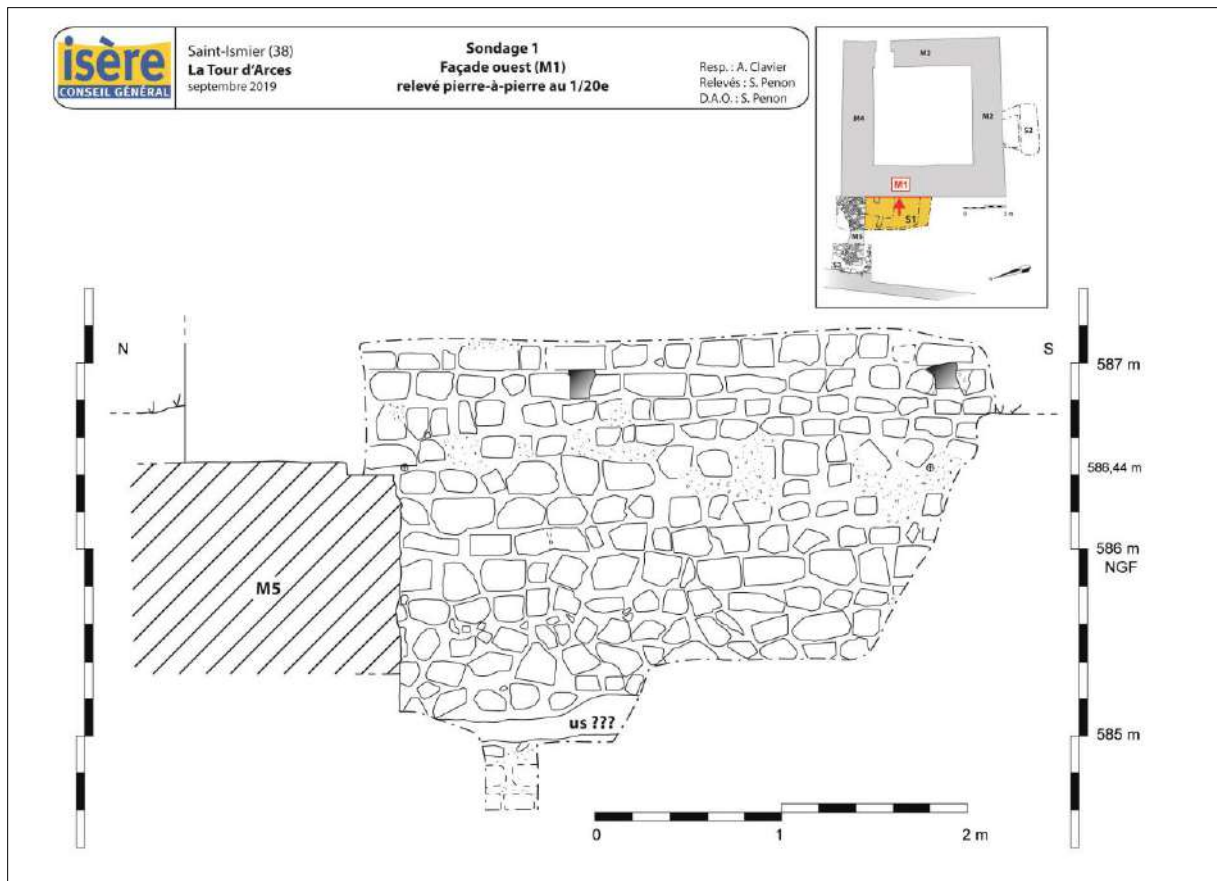 isère
CONSEIL GÉNÉRAL
Saint-Ismier (38)
La Tour d'Arces
septembre 2019
Sondage 1
Façade ouest (M1)
relevé pierre-à-pierre au 1/20e
Resp. : A. Clavier
Relevés : S. Penon
D.A.O. : S. Penon
M3
M4
M2
S2
M1
S1
M5
0
N
S
587 m
586,44 m
586 m
NGF
M5
us ???
585 m
0
1
2 m